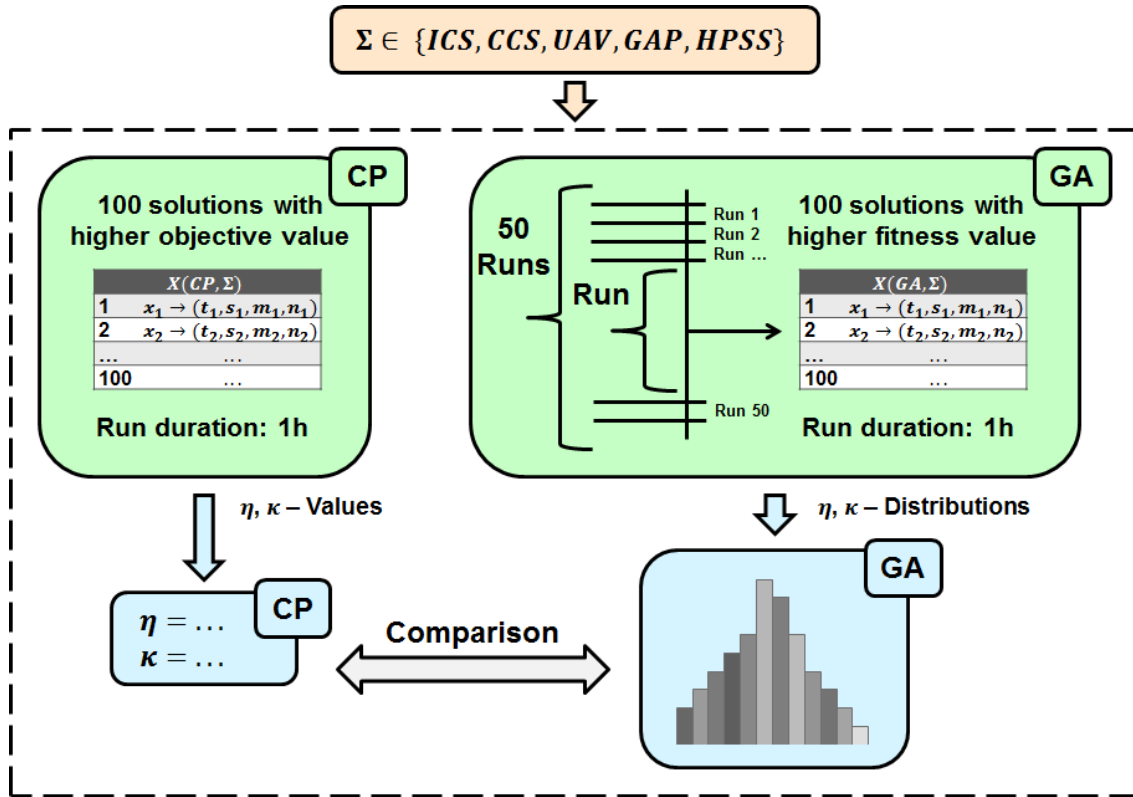 Σ ∈ {ICS, CCS, UAV, GAP, HPSS}
CP
100 solutions with
higher objective value
X(CP, Σ)
1 x₁ → (t₁, s₁, m₁, n₁)
2 x₂ → (t₂, s₂, m₂, n₂)
... ...
100 ...
Run duration: 1h
GA
50
Runs
Run 1
Run 2
Run ...
Run
Run 50
100 solutions with
higher fitness value
X(GA, Σ)
1 x₁ → (t₁, s₁, m₁, n₁)
2 x₂ → (t₂, s₂, m₂, n₂)
... ...
100 ...
Run duration: 1h
η, κ – Values
η, κ – Distributions
CP
η = ...
κ = ...
Comparison
GA